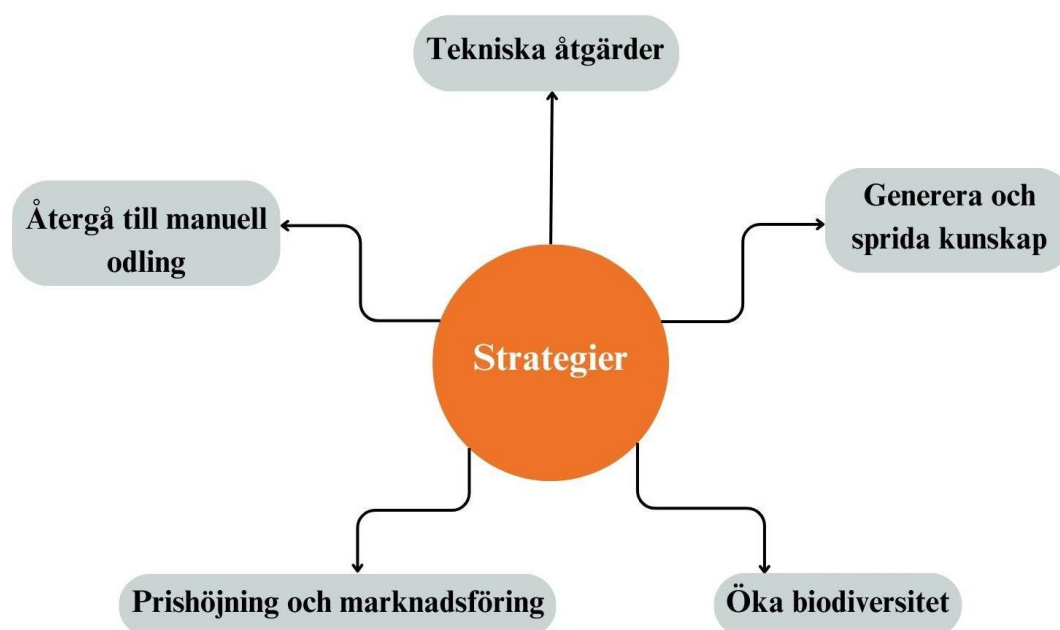 Tekniska åtgärder
Återgå till manuell
odling
Generera och
sprida kunskap
Strategier
Prishöjning och marknadsföring
Öka biodiversitet